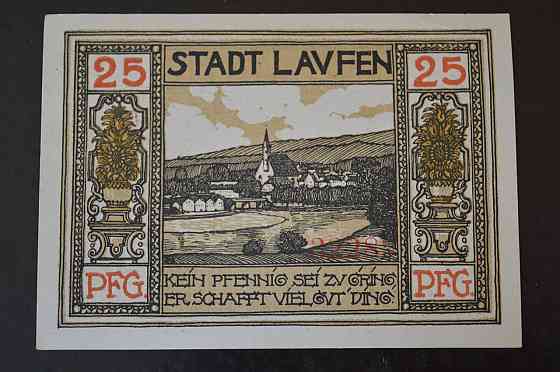 25 STADT LAVFEN 25
KEIN PFENNIG SEI ZV GRING
ER SCHAFFT VIEL GVT DING.
PFG. PFG.